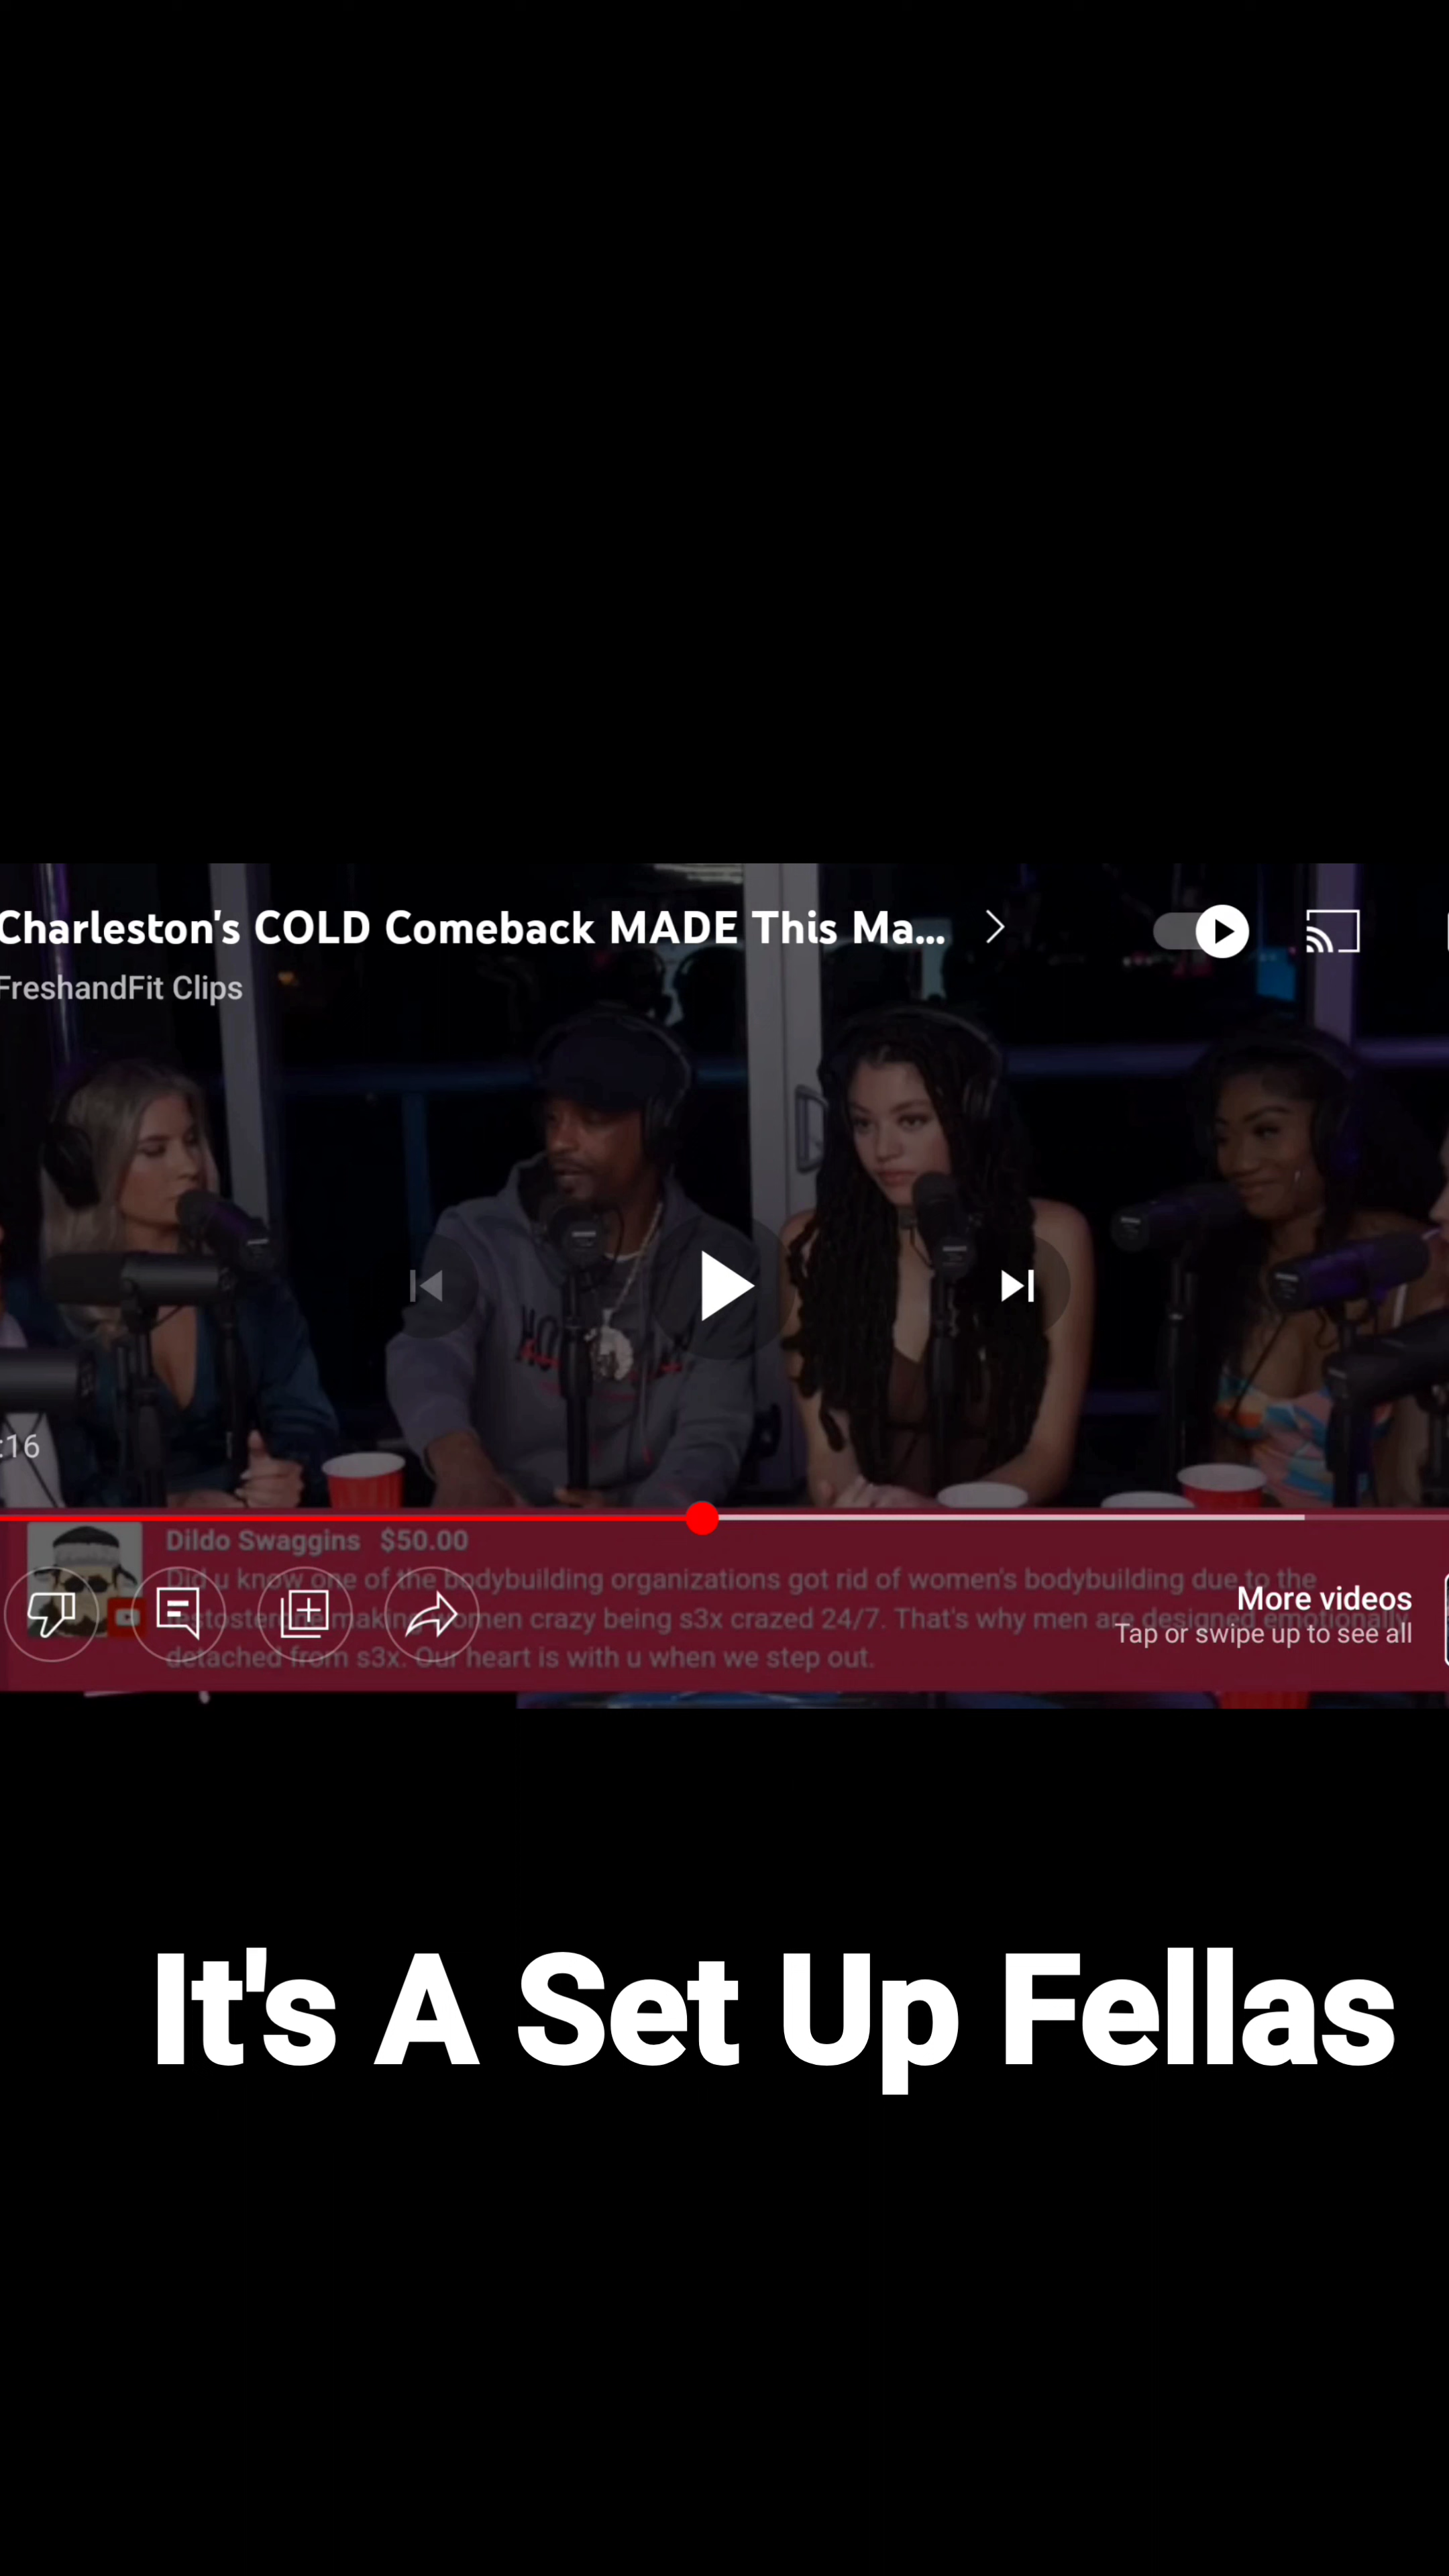 Charleston's COLD Comeback MADE This Ma...
FreshandFit Clips
:16
Dildo Swaggins $50.00
Did u know one of the bodybuilding organizations got rid of women's bodybuilding due to the
making women crazy being s3x crazed 24/7. That's why men are designed emotionally
detached from s3x. Our heart is with u when we step out.
More videos
Tap or swipe up to see all
It's A Set Up Fellas